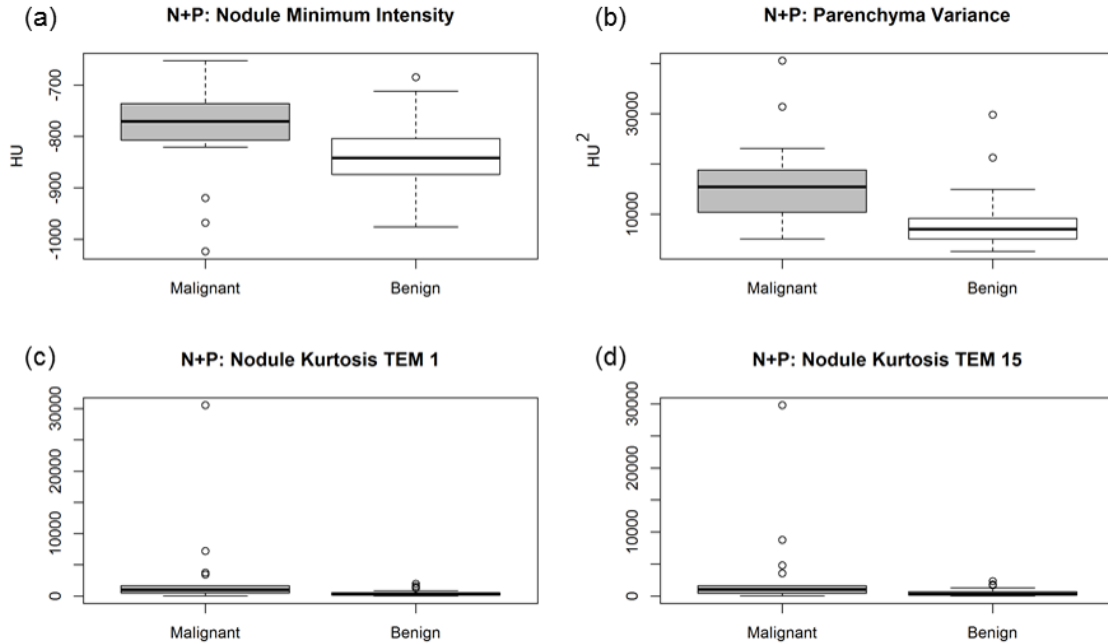 (a)
N+P: Nodule Minimum Intensity
HU
-700
-800
-900
-1000
Malignant
Benign
(b)
N+P: Parenchyma Variance
HU²
30000
10000
Malignant
Benign
(c)
N+P: Nodule Kurtosis TEM 1
30000
20000
10000
0
Malignant
Benign
(d)
N+P: Nodule Kurtosis TEM 15
30000
20000
10000
0
Malignant
Benign